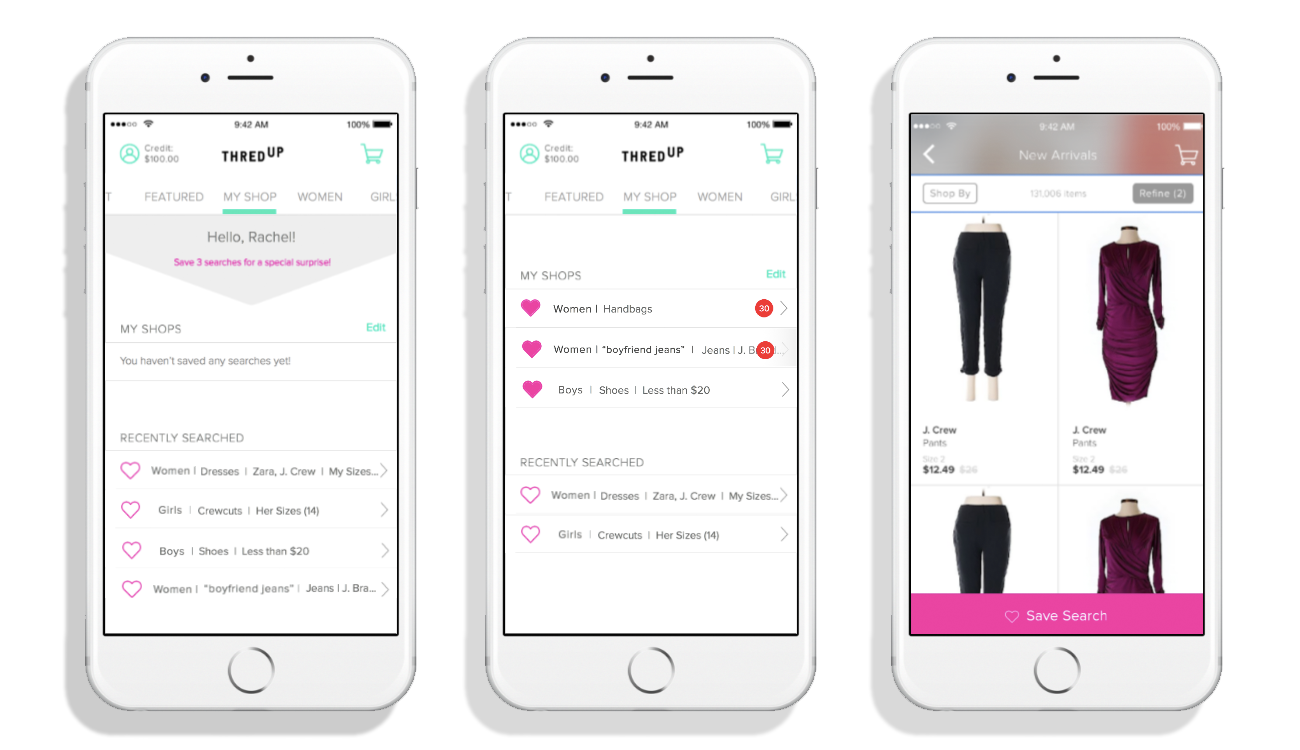 9:42 AM 100%
Credit:
$100.00
THREDUP
T FEATURED MY SHOP WOMEN GIRL
Hello, Rachel!
Save 3 searches for a special surprise!
MY SHOPS Edit
You haven't saved any searches yet!
RECENTLY SEARCHED
Women | Dresses | Zara, J. Crew | My Sizes...
Girls | Crewcuts | Her Sizes (14)
Boys | Shoes | Less than $20
Women | "boyfriend jeans" | Jeans | J. Bra...
9:42 AM 100%
Credit:
$100.00
THREDUP
T FEATURED MY SHOP WOMEN GIRL
MY SHOPS Edit
Women | Handbags 30
Women | "boyfriend jeans" | Jeans | J. B 30
Boys | Shoes | Less than $20
RECENTLY SEARCHED
Women | Dresses | Zara, J. Crew | My Sizes...
Girls | Crewcuts | Her Sizes (14)
9:42 AM 100%
New Arrivals
Shop By 131,006 items Refine (2)
J. Crew
Pants
Size 2
$12.49 $26
J. Crew
Pants
Size 2
$12.49 $26
Save Search